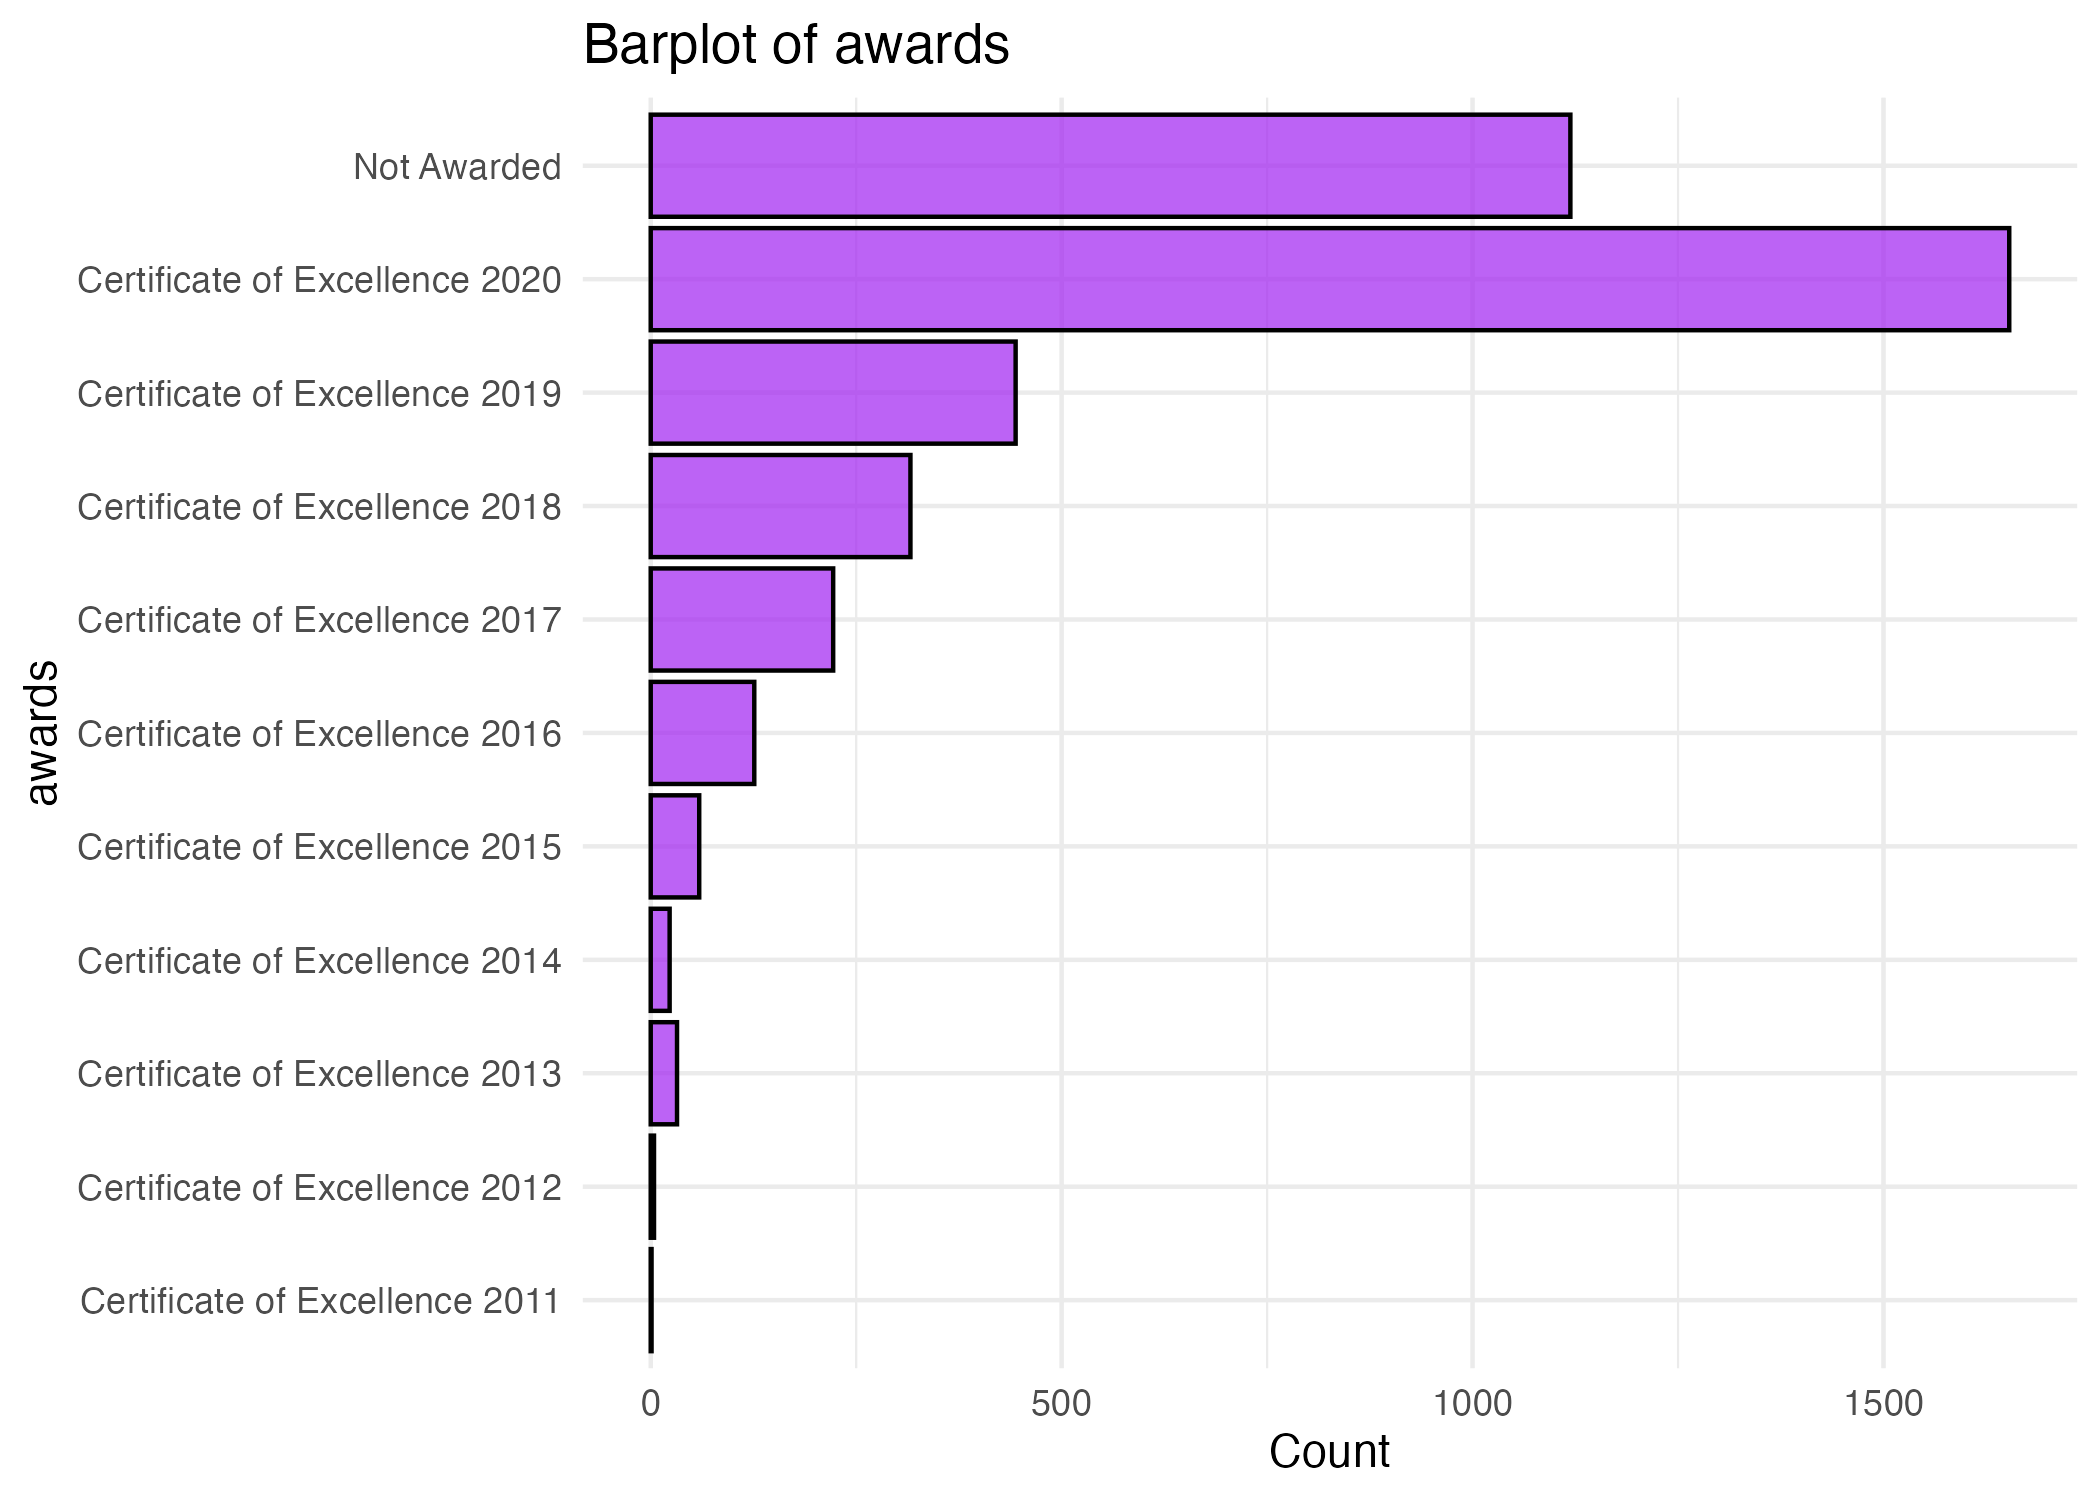 Barplot of awards
Not Awarded
Certificate of Excellence 2020
Certificate of Excellence 2019
Certificate of Excellence 2018
Certificate of Excellence 2017
Certificate of Excellence 2016
Certificate of Excellence 2015
Certificate of Excellence 2014
Certificate of Excellence 2013
Certificate of Excellence 2012
Certificate of Excellence 2011
awards
0 500 1000 1500
Count